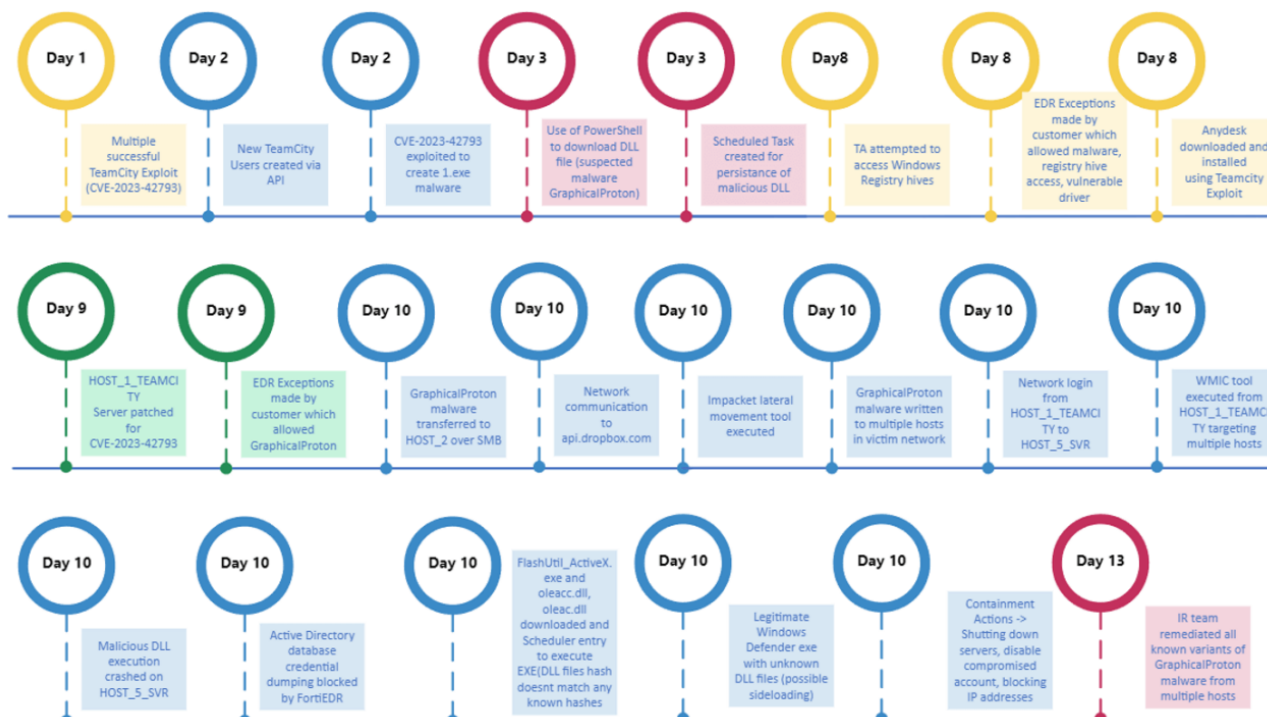 Day 1
Day 2
Day 2
Day 3
Day 3
Day8
Day 8
Day 8
Multiple
successful
TeamCity Exploit
(CVE-2023-42793)
New TeamCity
Users created via
API
CVE-2023-42793
exploited to
create 1.exe
malware
Use of PowerShell
to download DLL
file (suspected
malware
GraphicalProton)
Scheduled Task
created for
persistance of
malicious DLL
TA attempted to
access Windows
Registry hives
EDR Exceptions
made by
customer which
allowed malware,
registry hive
access, vulnerable
driver
Anydesk
downloaded and
installed
using Teamcity
Exploit
Day 9
Day 9
Day 10
Day 10
Day 10
Day 10
Day 10
Day 10
HOST_1_TEAMCI
TY
Server patched
for
CVE-2023-42793
EDR Exceptions
made by
customer which
allowed
GraphicalProton
GraphicalProton
malware
transferred to
HOST_2 over SMB
Network
communication
to
api.dropbox.com
Impacket lateral
movement tool
executed
GraphicalProton
malware written
to multiple hosts
in victim network
Network login
from
HOST_1_TEAMCI
TY to
HOST_5_SVR
WMIC tool
executed from
HOST_1_TEAMCI
TY targeting
multiple hosts
Day 10
Day 10
Day 10
Day 10
Day 10
Day 13
Malicious DLL
execution
crashed on
HOST_5_SVR
Active Directory
database
credential
dumping blocked
by FortiEDR
FlashUtil_ActiveX.
exe and
oleacc.dll,
oleac.dll
downloaded and
Scheduler entry
to execute
EXE(DLL files hash
doesnt match any
known hashes
Legitimate
Windows
Defender exe
with unknown
DLL files (possible
sideloading)
Containment
Actions ->
Shutting down
servers, disable
compromised
account, blocking
IP addresses
IR team
remediated all
known variants of
GraphicalProton
malware from
multiple hosts